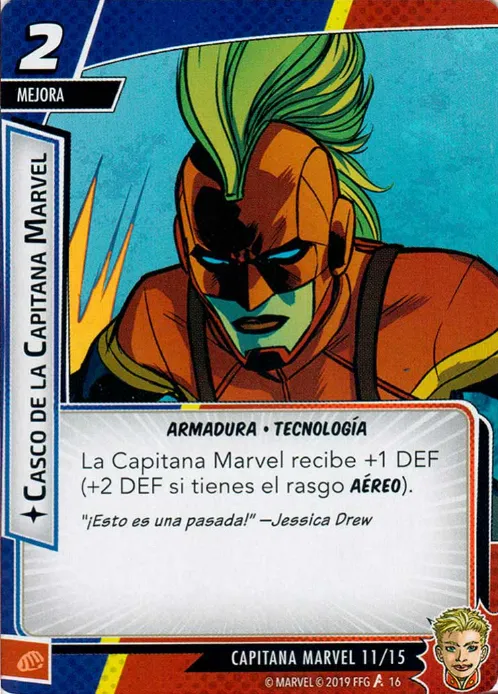 2
MEJORA
CASCO DE LA CAPITANA MARVEL
ARMADURA • TECNOLOGÍA
La Capitana Marvel recibe +1 DEF
(+2 DEF si tienes el rasgo AÉREO).
"¡Esto es una pasada!" —Jessica Drew
CAPITANA MARVEL 11/15
© MARVEL © 2019 FFG 16